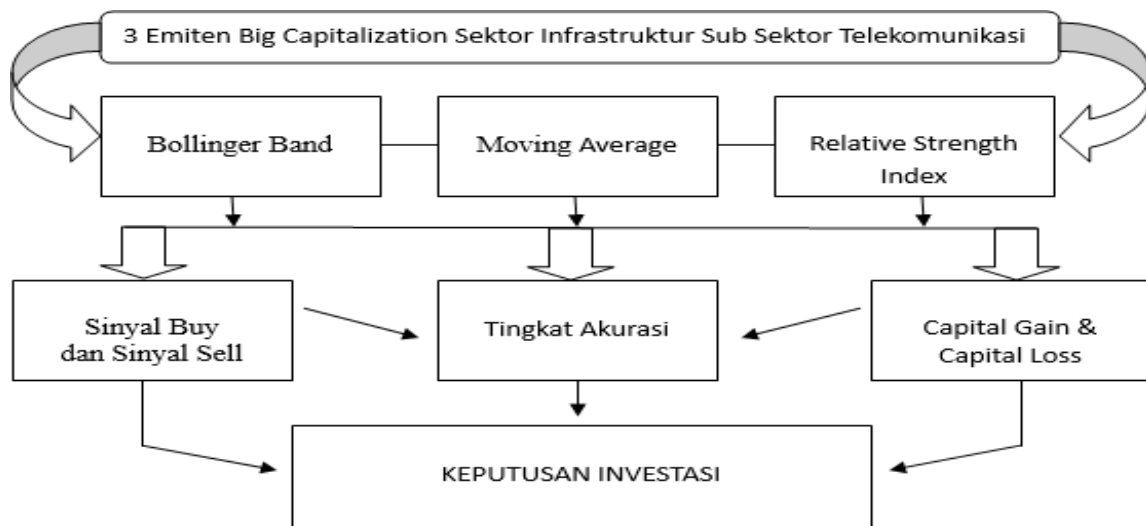 3 Emiten Big Capitalization Sektor Infrastruktur Sub Sektor Telekomunikasi
Bollinger Band
Moving Average
Relative Strength
Index
Sinyal Buy
dan Sinyal Sell
Tingkat Akurasi
Capital Gain &
Capital Loss
KEPUTUSAN INVESTASI